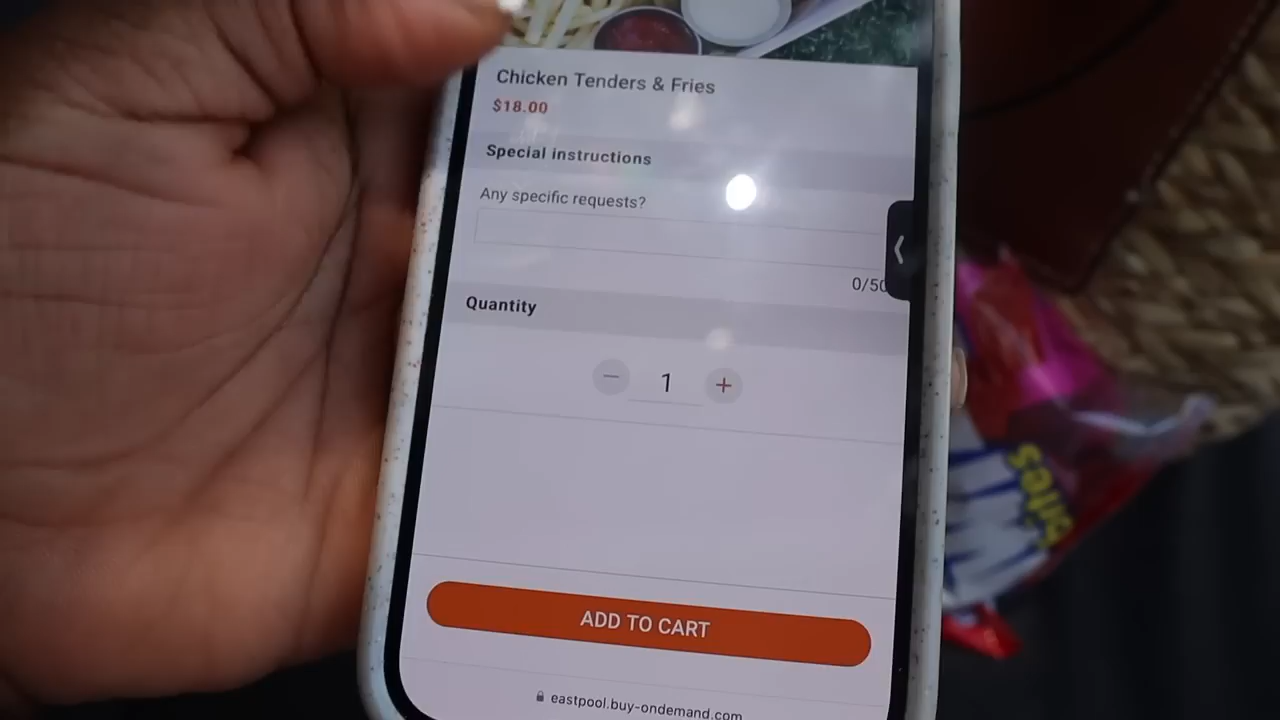 Chicken Tenders & Fries
$18.00
Special instructions
Any specific requests?
0/50
Quantity
− 1 +
ADD TO CART
eastpool.buy-ondemand.com